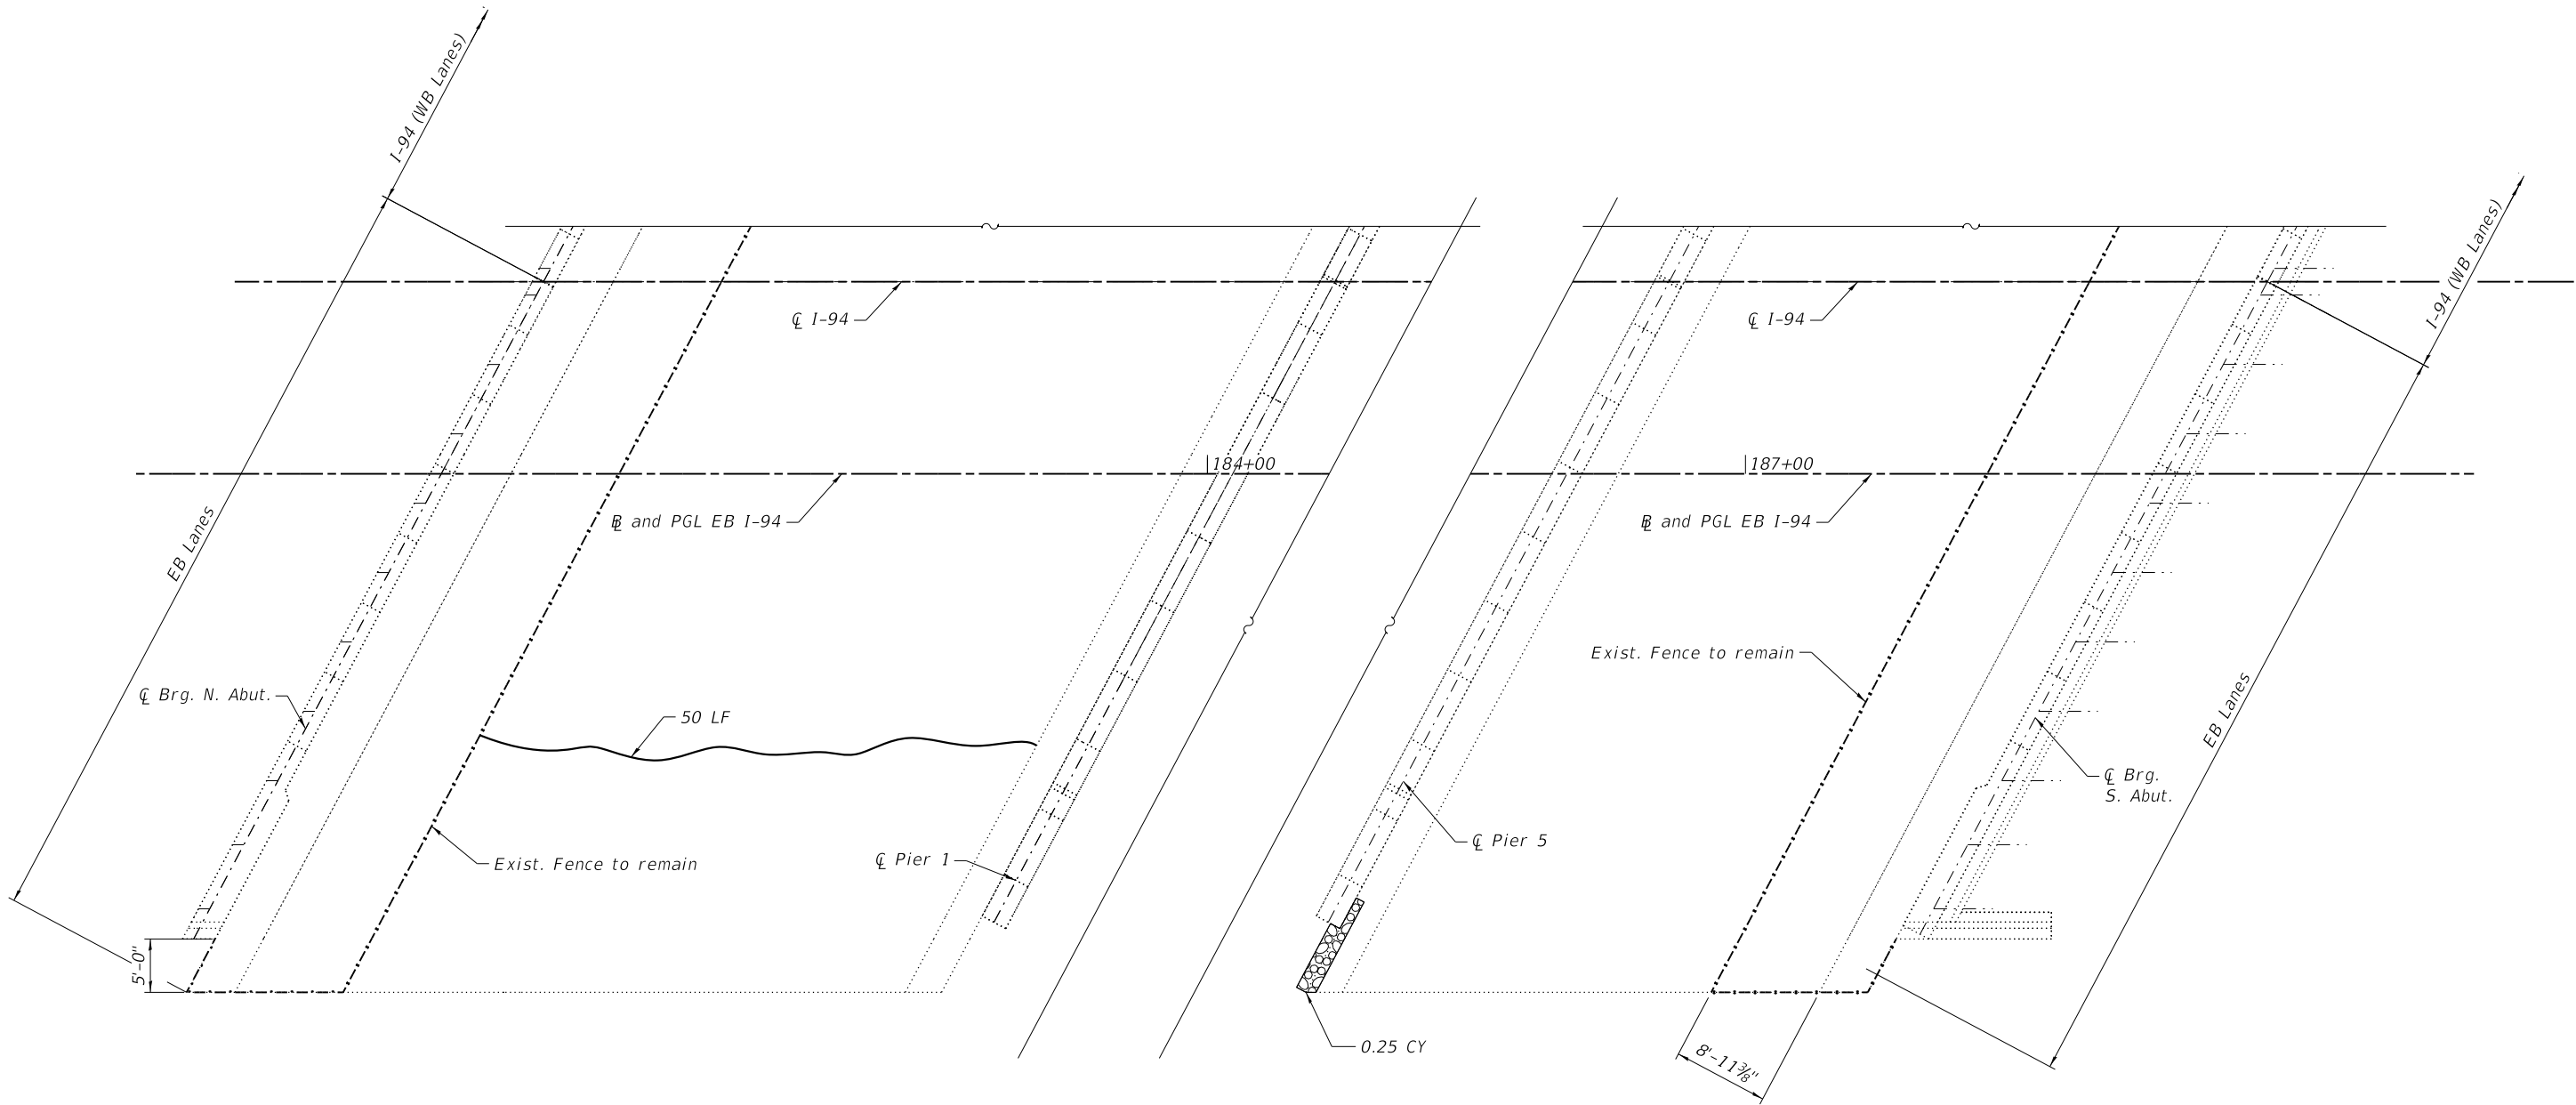 I-94 (WB Lanes)
I-94 (WB Lanes)
℄ I-94
℄ I-94
184+00
187+00
EB Lanes
℄ and PGL EB I-94
℄ and PGL EB I-94
Exist. Fence to remain
℄ Brg. N. Abut.
50 LF
EB Lanes
℄ Brg.
S. Abut.
℄ Pier 5
℄ Pier 1
Exist. Fence to remain
5'-0"
0.25 CY
8'-11⅜"